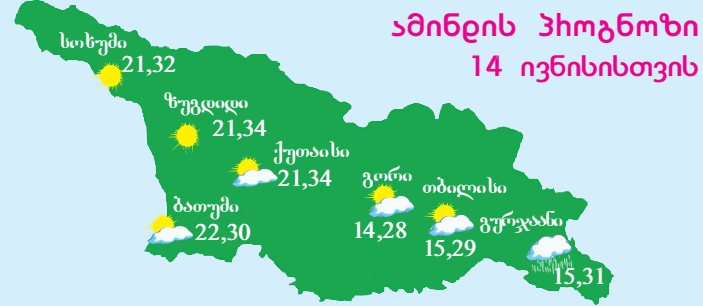 ამინდის პროგნოზი
14 ივნისისთვის
სოხუმი
21,32
ზუგდიდი
21,34
ქუთაისი
21,34
გორი
14,28
თბილისი
15,29
გურჯაანი
15,31
ბათუმი
22,30